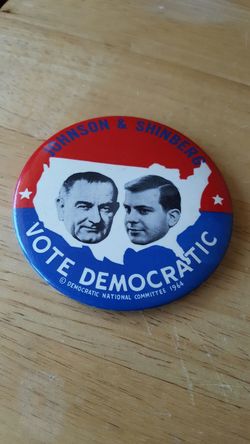 JOHNSON & SHINBERG
VOTE DEMOCRATIC
© DEMOCRATIC NATIONAL COMMITTEE 1964